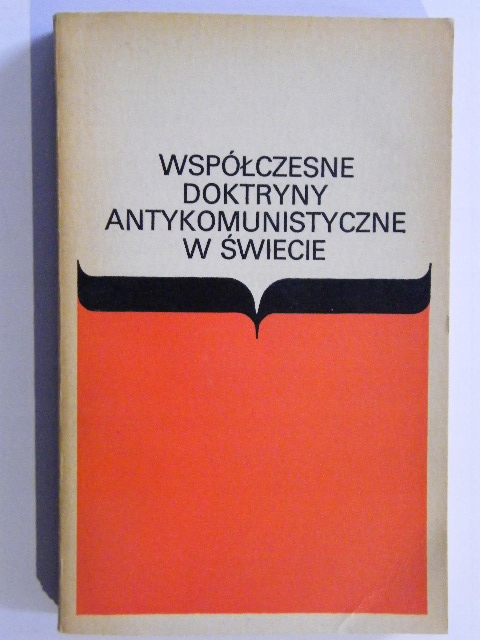 WSPÓŁCZESNE
DOKTRYNY
ANTYKOMUNISTYCZNE
W ŚWIECIE